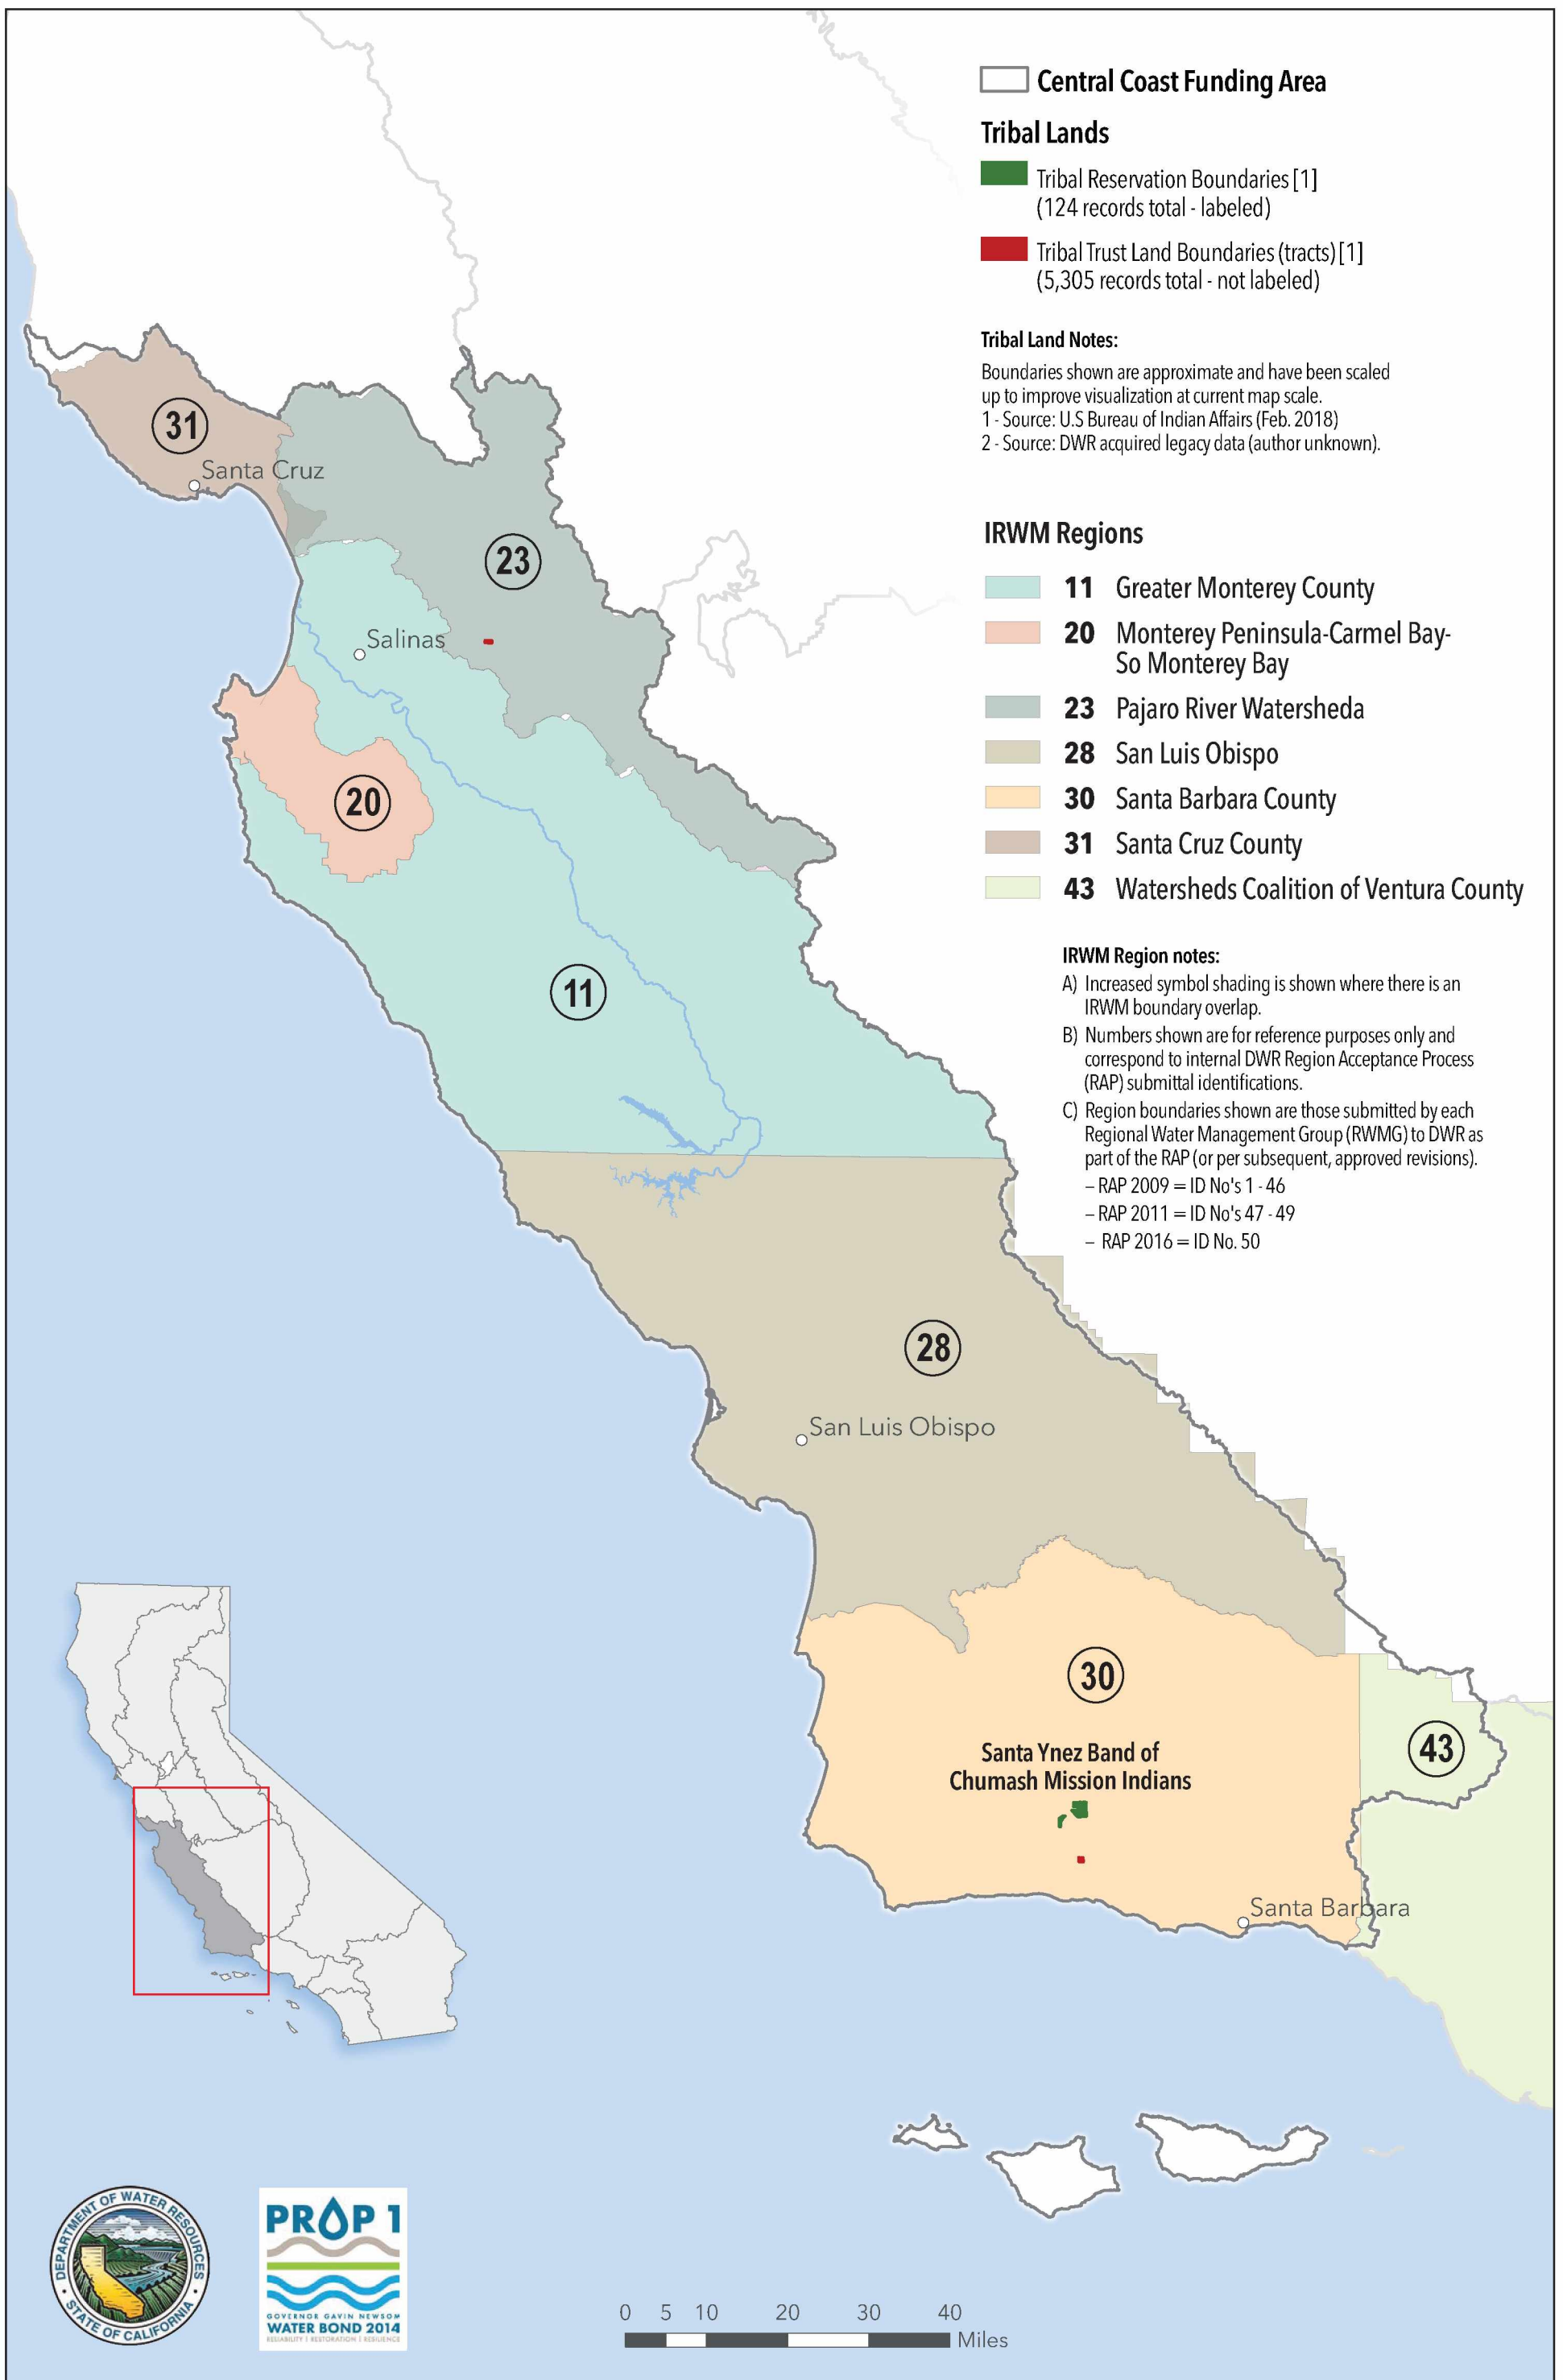 Central Coast Funding Area
Tribal Lands
Tribal Reservation Boundaries [1]
(124 records total - labeled)
Tribal Trust Land Boundaries (tracts) [1]
(5,305 records total - not labeled)
Tribal Land Notes:
Boundaries shown are approximate and have been scaled
up to improve visualization at current map scale.
1 - Source: U.S Bureau of Indian Affairs (Feb. 2018)
2 - Source: DWR acquired legacy data (author unknown).
IRWM Regions
11 Greater Monterey County
20 Monterey Peninsula-Carmel Bay-
So Monterey Bay
23 Pajaro River Watersheda
28 San Luis Obispo
30 Santa Barbara County
31 Santa Cruz County
43 Watersheds Coalition of Ventura County
IRWM Region notes:
A) Increased symbol shading is shown where there is an
IRWM boundary overlap.
B) Numbers shown are for reference purposes only and
correspond to internal DWR Region Acceptance Process
(RAP) submittal identifications.
C) Region boundaries shown are those submitted by each
Regional Water Management Group (RWMG) to DWR as
part of the RAP (or per subsequent, approved revisions).
– RAP 2009 = ID No's 1 - 46
– RAP 2011 = ID No's 47 - 49
– RAP 2016 = ID No. 50
31
Santa Cruz
23
Salinas
20
11
28
San Luis Obispo
30
Santa Ynez Band of
Chumash Mission Indians
43
Santa Barbara
DEPARTMENT OF WATER RESOURCES
STATE OF CALIFORNIA
PROP 1
GOVERNOR GAVIN NEWSOM
WATER BOND 2014
RELIABILITY | RESTORATION | RESILIENCE
0 5 10 20 30 40
Miles